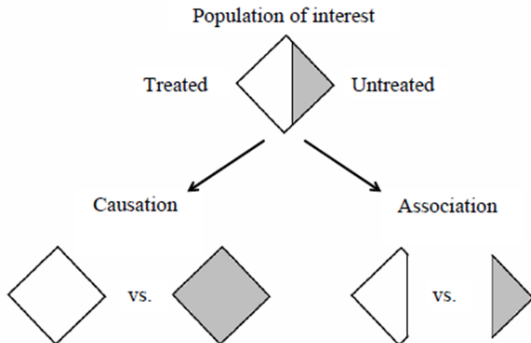 Population of interest
Treated
Untreated
Causation
Association
vs.
vs.